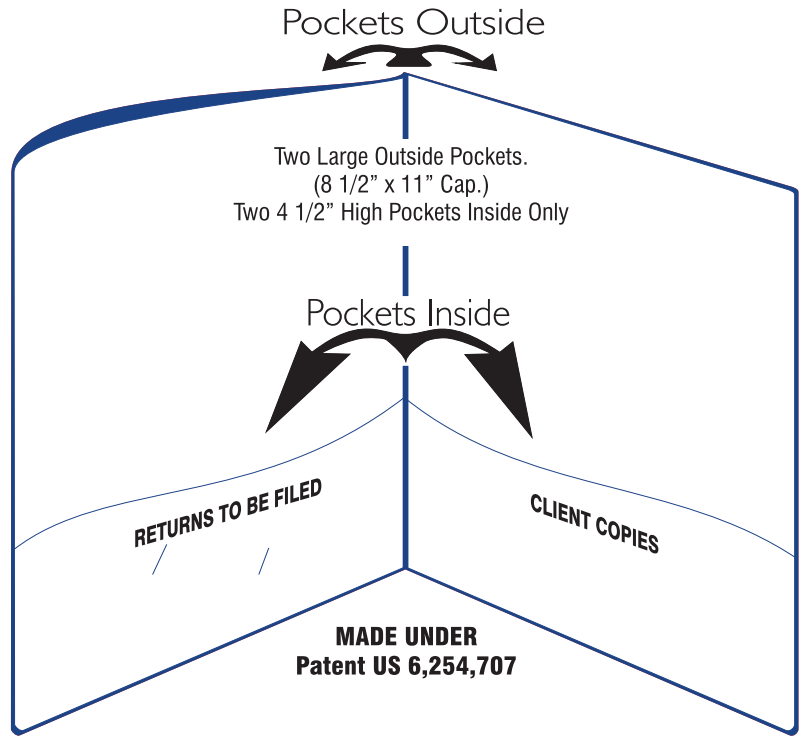 Pockets Outside
Two Large Outside Pockets.
(8 1/2” x 11” Cap.)
Two 4 1/2” High Pockets Inside Only
Pockets Inside
RETURNS TO BE FILED
CLIENT COPIES
MADE UNDER
Patent US 6,254,707